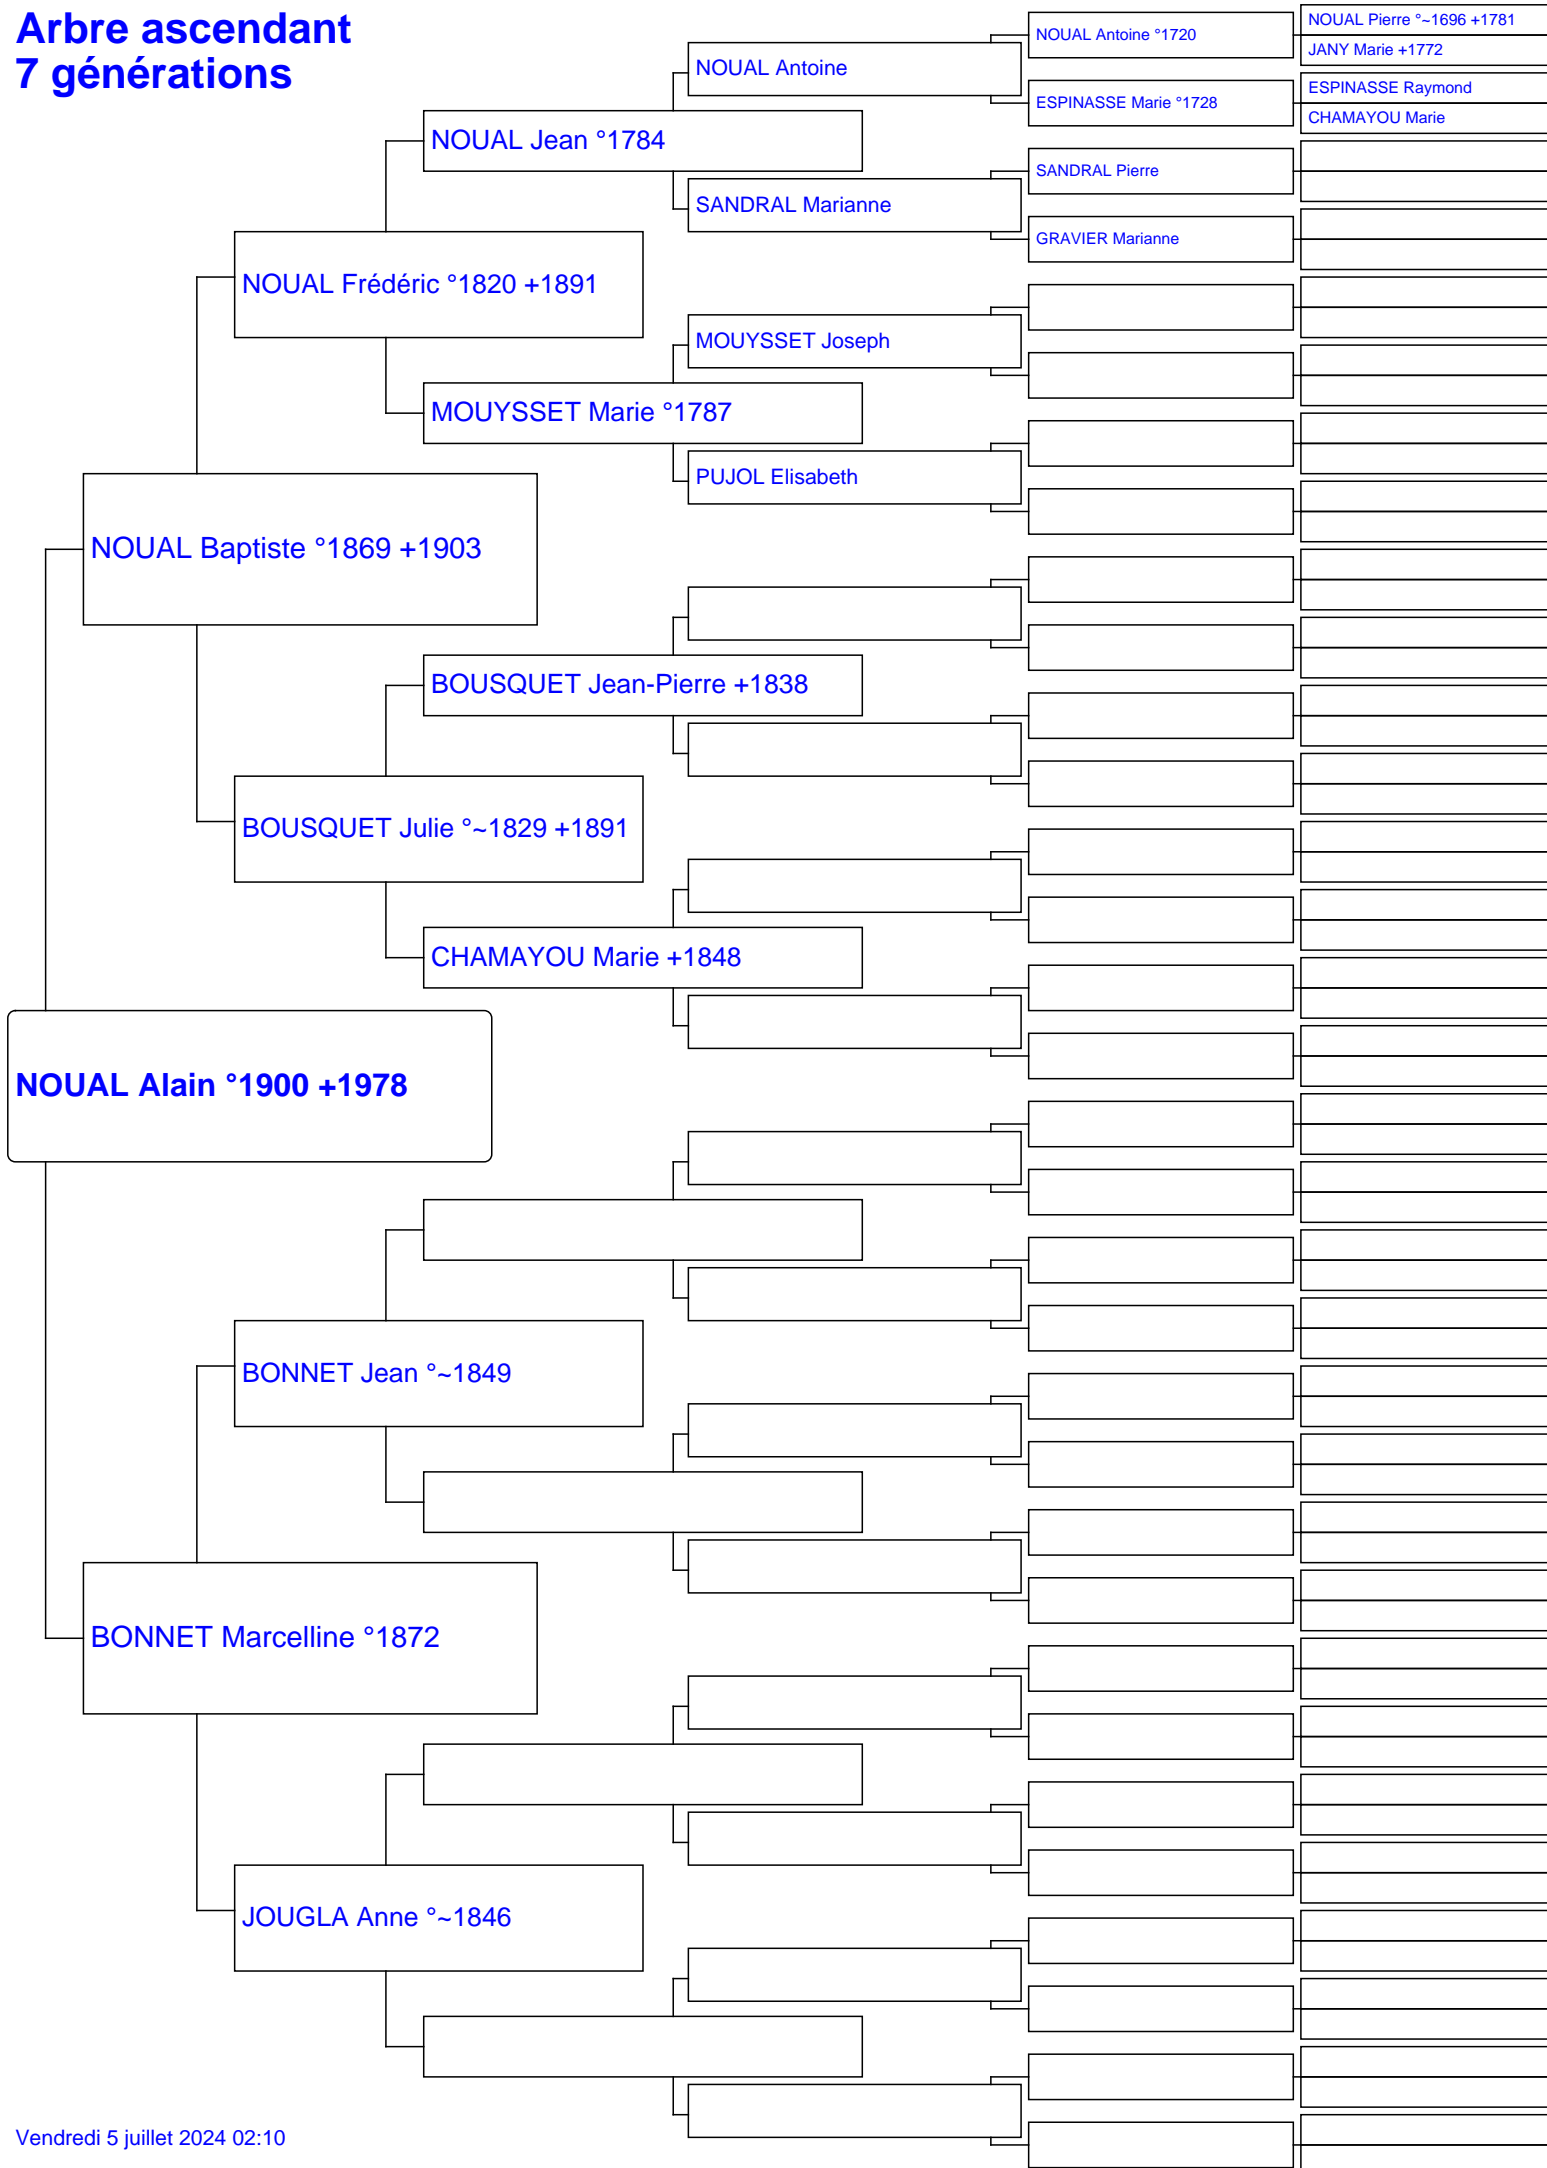 Arbre ascendant
7 générations
NOUAL Pierre °~1696 +1781
NOUAL Antoine °1720
JANY Marie +1772
NOUAL Antoine
ESPINASSE Raymond
ESPINASSE Marie °1728
CHAMAYOU Marie
NOUAL Jean °1784
SANDRAL Pierre
SANDRAL Marianne
GRAVIER Marianne
NOUAL Frédéric °1820 +1891
MOUYSSET Joseph
MOUYSSET Marie °1787
PUJOL Elisabeth
NOUAL Baptiste °1869 +1903
BOUSQUET Jean-Pierre +1838
BOUSQUET Julie °~1829 +1891
CHAMAYOU Marie +1848
NOUAL Alain °1900 +1978
BONNET Jean °~1849
BONNET Marcelline °1872
JOUGLA Anne °~1846
Vendredi 5 juillet 2024 02:10